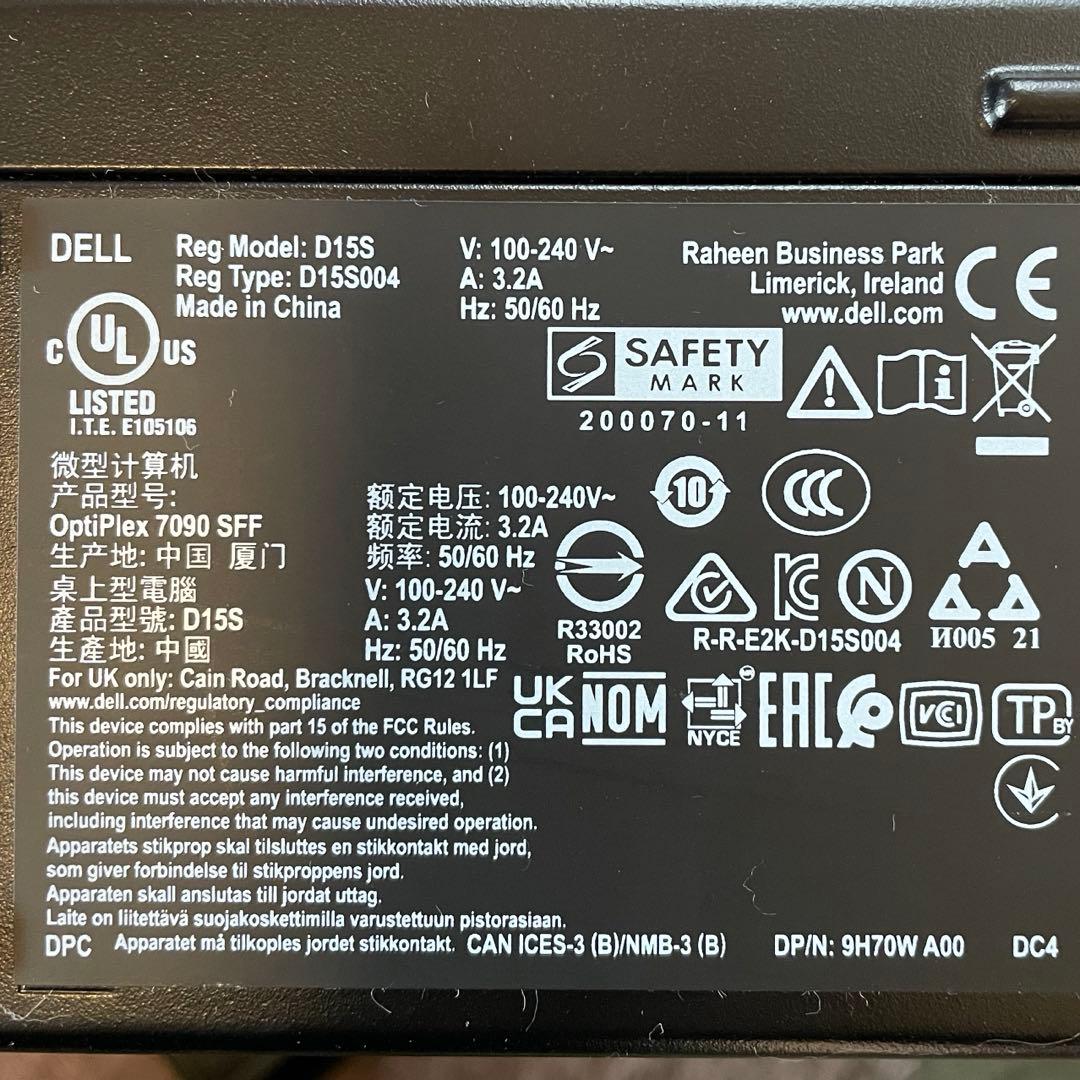 DELL
Reg Model: D15S
Reg Type: D15S004
Made in China
V: 100-240 V~
A: 3.2A
Hz: 50/60 Hz
Raheen Business Park
Limerick, Ireland
www.dell.com
CE
C UL US
LISTED
I.T.E. E105106
SAFETY
MARK
200070-11
微型计算机
产品型号:
OptiPlex 7090 SFF
生产地: 中国 厦门
额定电压: 100-240V~
额定电流: 3.2A
频率: 50/60 Hz
桌上型電腦
產品型號: D15S
生產地: 中國
V: 100-240 V~
A: 3.2A
Hz: 50/60 Hz
10
CCC
R33002
RoHS
KC
N
R-R-E2K-D15S004
И005 21
For UK only: Cain Road, Bracknell, RG12 1LF
www.dell.com/regulatory_compliance
UK
CA
NOM
NYCE
EAC
VCI
TP BY
This device complies with part 15 of the FCC Rules.
Operation is subject to the following two conditions: (1)
This device may not cause harmful interference, and (2)
this device must accept any interference received,
including interference that may cause undesired operation.
Apparatets stikprop skal tilsluttes en stikkontakt med jord,
som giver forbindelse til stikproppens jord.
Apparaten skall anslutas till jordat uttag.
Laite on liitettävä suojakoskettimilla varustettuun pistorasiaan.
DPC Apparatet må tilkoples jordet stikkontakt. CAN ICES-3 (B)/NMB-3 (B) DP/N: 9H70W A00 DC4